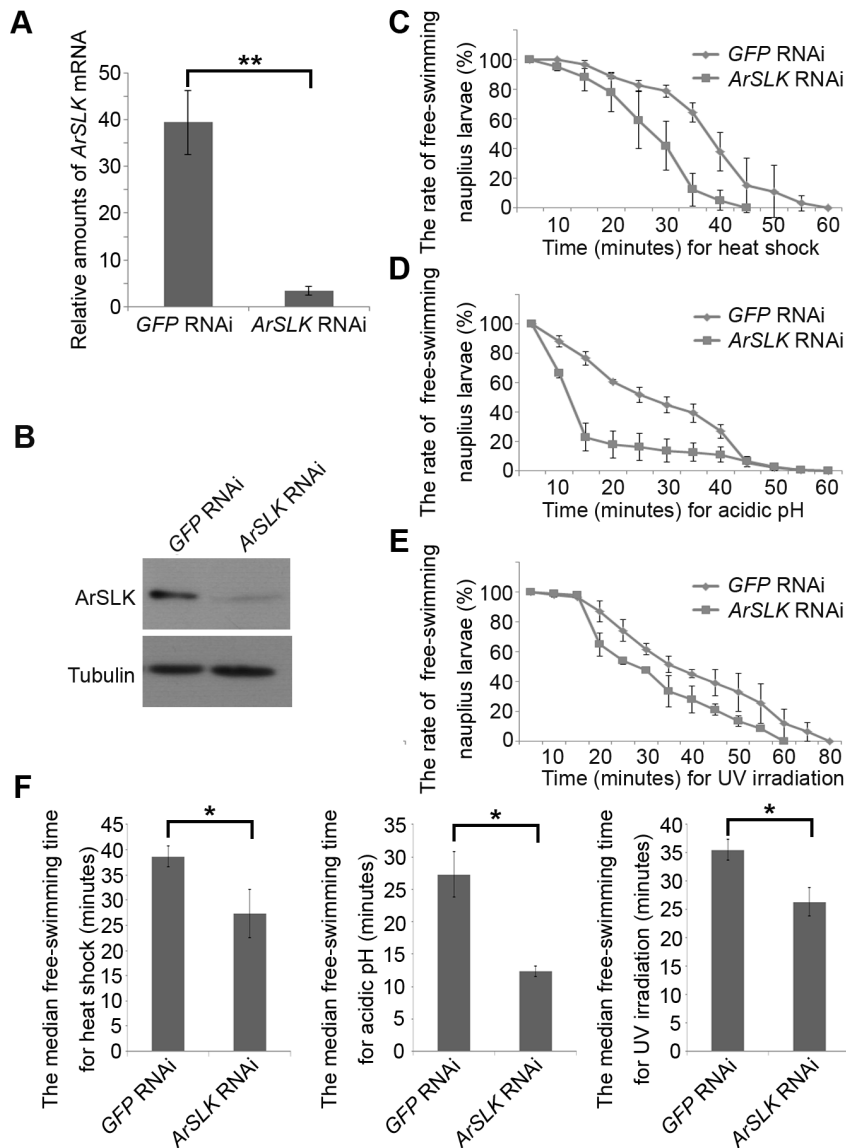 A
**
Relative amounts of ArSLK mRNA
50
40
30
20
10
0
GFP RNAi
ArSLK RNAi
B
GFP RNAi
ArSLK RNAi
ArSLK
Tubulin
C
The rate of free-swimming
nauplius larvae (%)
100
80
60
40
20
0
GFP RNAi
ArSLK RNAi
10 20 30 40 50 60
Time (minutes) for heat shock
D
The rate of free-swimming
nauplius larvae (%)
100
80
60
40
20
0
GFP RNAi
ArSLK RNAi
10 20 30 40 50 60
Time (minutes) for acidic pH
E
The rate of free-swimming
nauplius larvae (%)
100
80
60
40
20
0
GFP RNAi
ArSLK RNAi
10 20 30 40 50 60 80
Time (minutes) for UV irradiation
F
The median free-swimming time
for heat shock (minutes)
45
40
35
30
25
20
15
10
5
0
*
GFP RNAi
ArSLK RNAi
The median free-swimming time
for acidic pH (minutes)
35
30
25
20
15
10
5
0
*
GFP RNAi
ArSLK RNAi
The median free-swimming time
for UV irradiation (minutes)
40
35
30
25
20
15
10
5
0
*
GFP RNAi
ArSLK RNAi